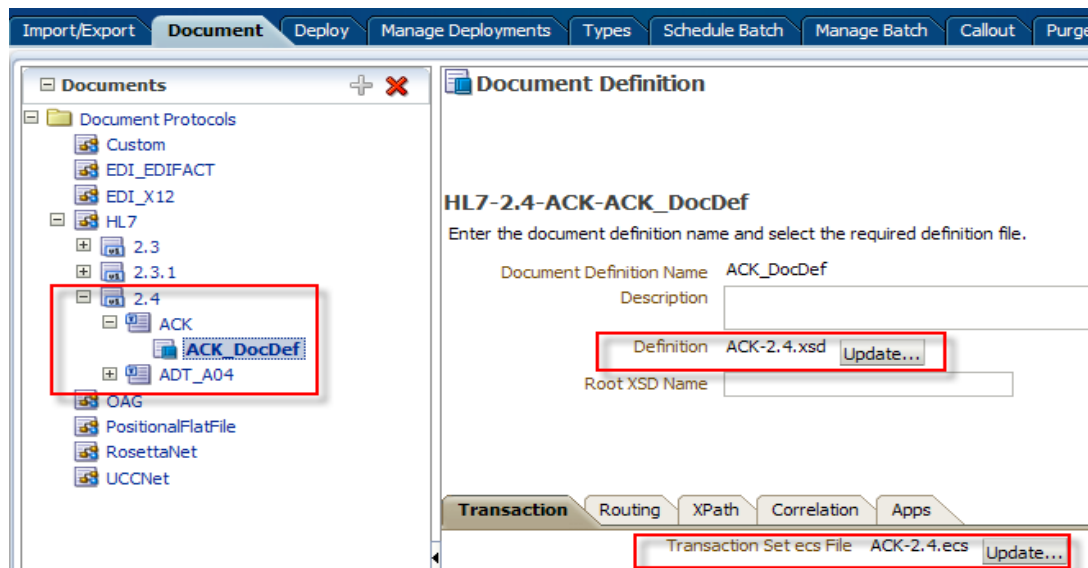 Import/Export Document Deploy Manage Deployments Types Schedule Batch Manage Batch Callout Purge
Documents
Document Protocols
Custom
EDI_EDIFACT
EDI_X12
HL7
2.3
2.3.1
2.4
ACK
ACK_DocDef
ADT_A04
OAG
PositionalFlatFile
RosettaNet
UCCNet
Document Definition
HL7-2.4-ACK-ACK_DocDef
Enter the document definition name and select the required definition file.
Document Definition Name ACK_DocDef
Description
Definition ACK-2.4.xsd Update...
Root XSD Name
Transaction Routing XPath Correlation Apps
Transaction Set ecs File ACK-2.4.ecs Update...